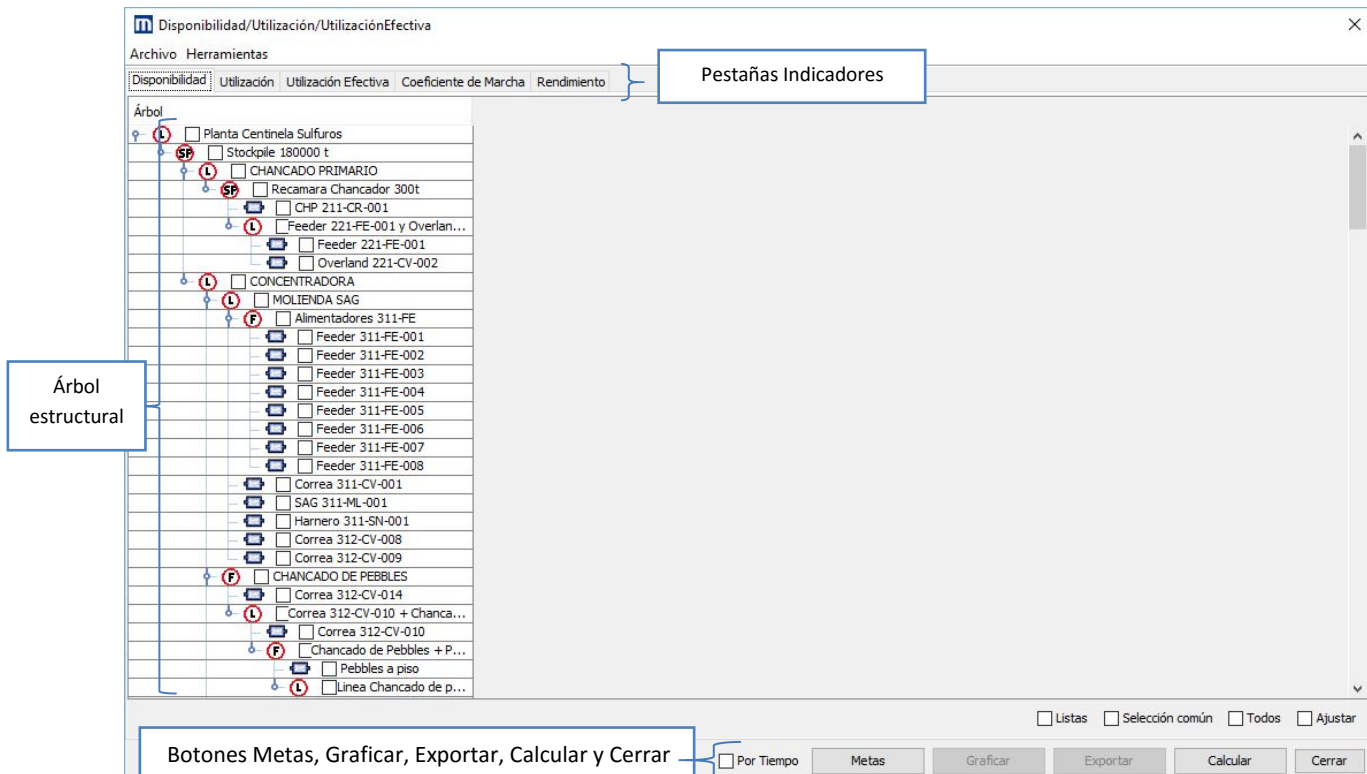 Disponibilidad/Utilización/UtilizaciónEfectiva
Archivo Herramientas
Disponibilidad Utilización Utilización Efectiva Coeficiente de Marcha Rendimiento
Pestañas Indicadores
Árbol
L Planta Centinela Sulfuros
SP Stockpile 180000 t
L CHANCADO PRIMARIO
SP Recamara Chancador 300t
CHP 211-CR-001
L Feeder 221-FE-001 y Overlan...
Feeder 221-FE-001
Overland 221-CV-002
L CONCENTRADORA
L MOLIENDA SAG
F Alimentadores 311-FE
Feeder 311-FE-001
Feeder 311-FE-002
Feeder 311-FE-003
Feeder 311-FE-004
Feeder 311-FE-005
Feeder 311-FE-006
Feeder 311-FE-007
Feeder 311-FE-008
Correa 311-CV-001
SAG 311-ML-001
Harnero 311-SN-001
Correa 312-CV-008
Correa 312-CV-009
F CHANCADO DE PEBBLES
Correa 312-CV-014
L Correa 312-CV-010 + Chanca...
Correa 312-CV-010
F Chancado de Pebbles + P...
Pebbles a piso
L Linea Chancado de p...
Árbol
estructural
Listas Selección común Todos Ajustar
Botones Metas, Graficar, Exportar, Calcular y Cerrar
Por Tiempo Metas Graficar Exportar Calcular Cerrar